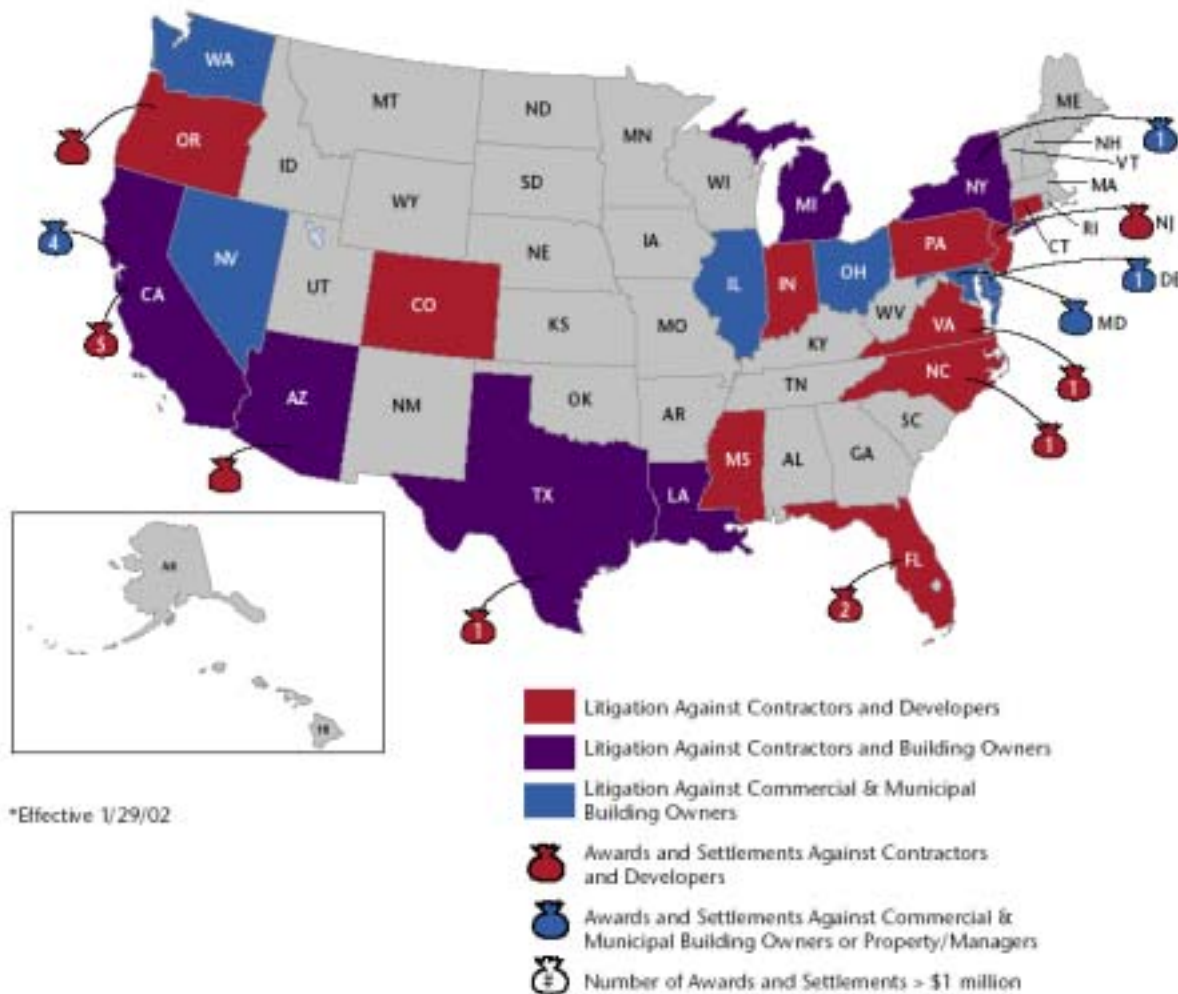 WA
MT
ND
MN
ME
OR
ID
SD
WI
NH
VT
1
WY
MI
NY
MA
4
NV
NE
IA
PA
RI
NJ
CT
CA
UT
CO
KS
MO
IL
IN
OH
WV
VA
1
DE
MD
5
KY
AZ
NM
OK
AR
TN
NC
SC
1
1
MS
AL
GA
TX
LA
FL
1
2
HI
Litigation Against Contractors and Developers
Litigation Against Contractors and Building Owners
Litigation Against Commercial & Municipal
Building Owners
*Effective 1/29/02
Awards and Settlements Against Contractors
and Developers
Awards and Settlements Against Commercial &
Municipal Building Owners or Property/Managers
# Number of Awards and Settlements > $1 million